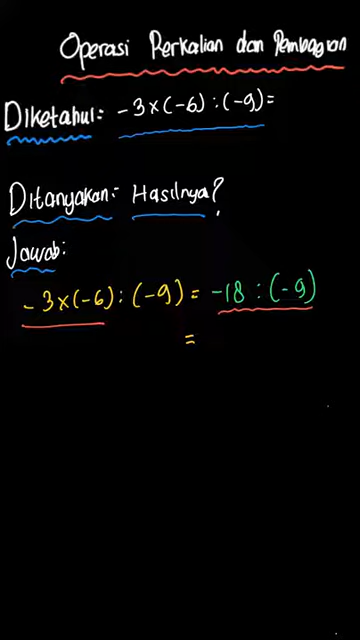 Operasi Perkalian dan Pembagian
Diketahui: -3×(-6):(-9)=
Ditanyakan: Hasilnya?
Jawab:
-3×(-6):(-9) = -18:(-9)
=